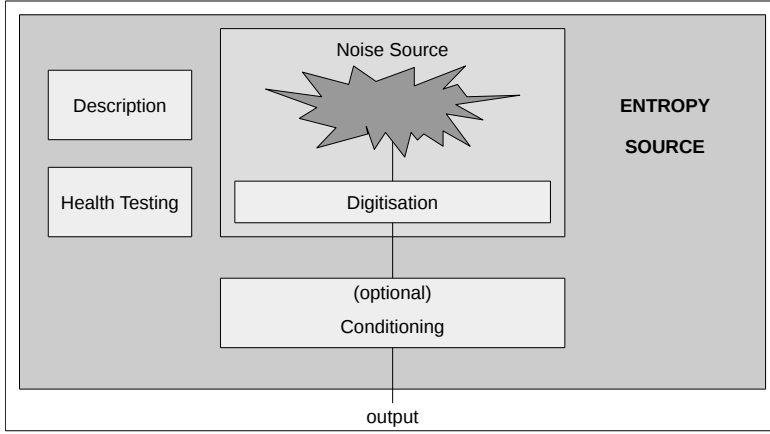 Noise Source
Description
ENTROPY
SOURCE
Health Testing
Digitisation
(optional)
Conditioning
output